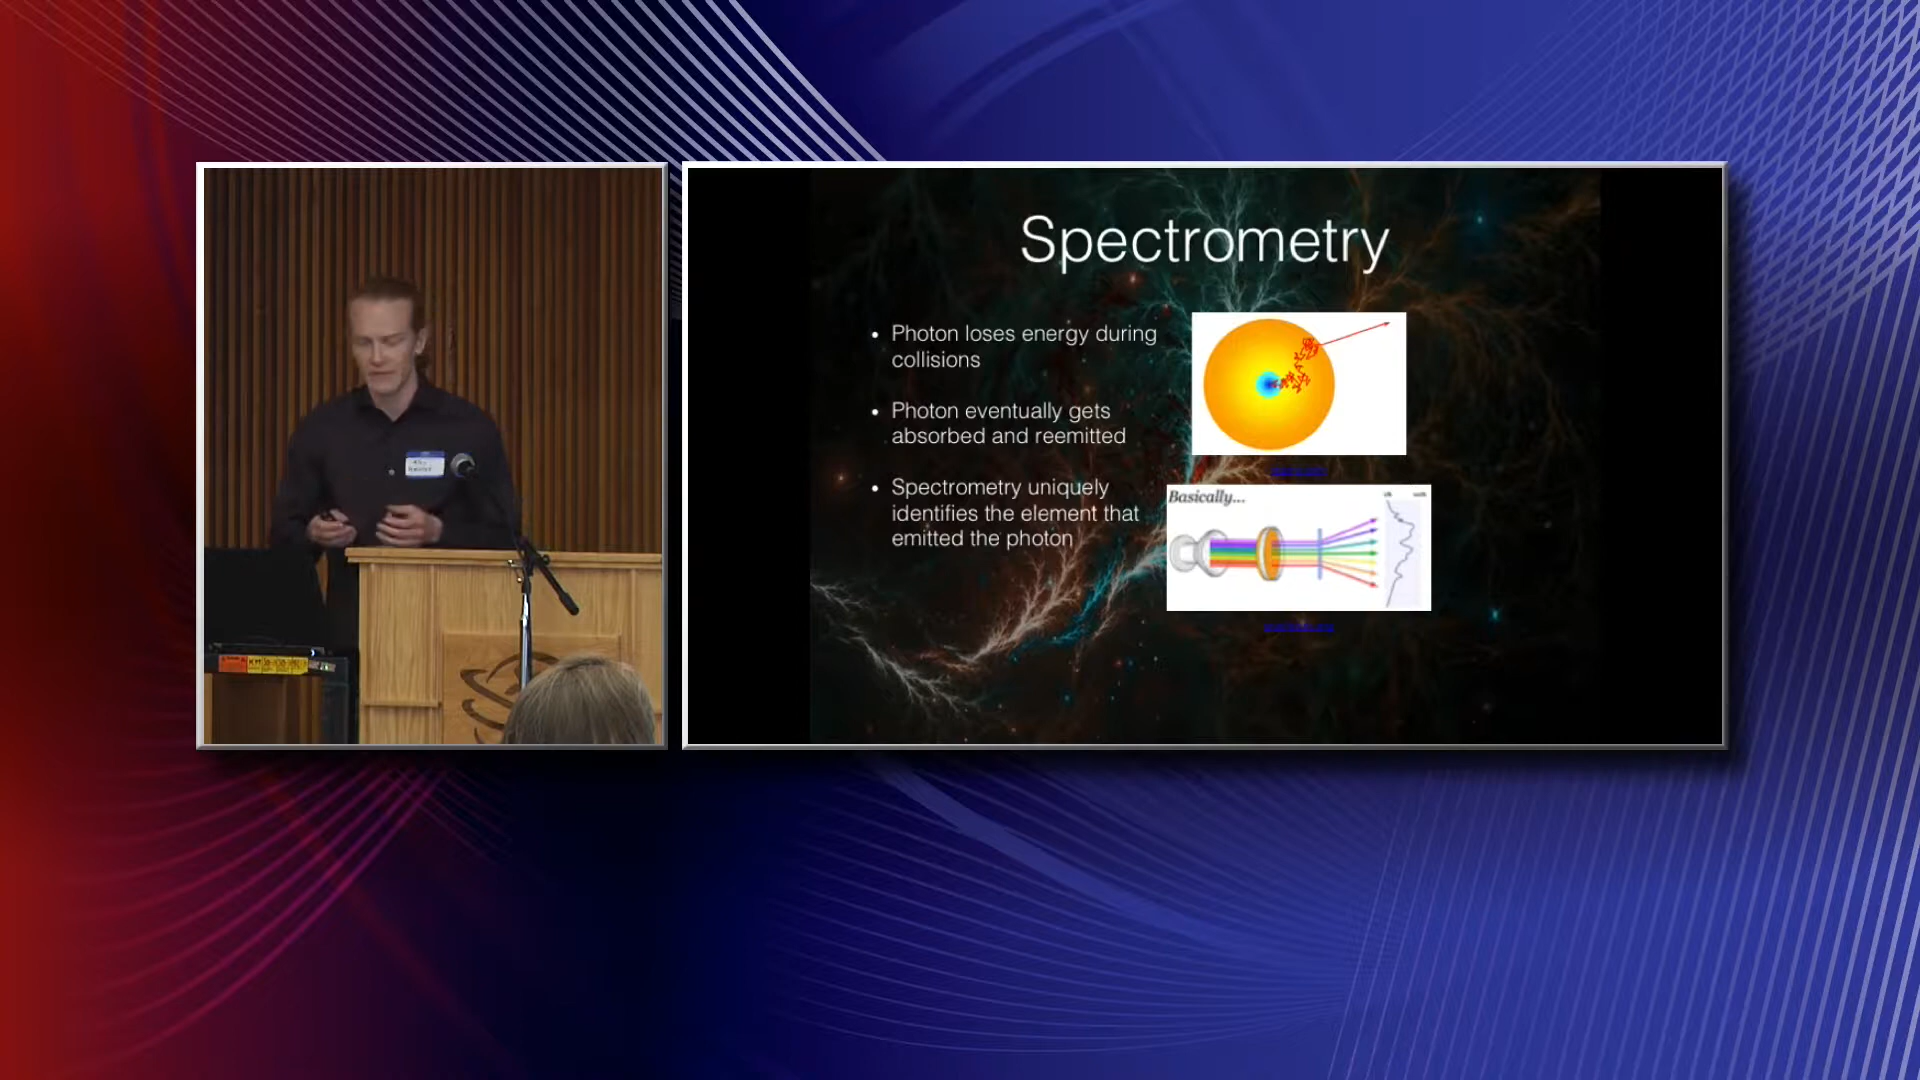 Spectrometry
• Photon loses energy during
collisions
• Photon eventually gets
absorbed and reemitted
• Spectrometry uniquely
identifies the element that
emitted the photon
Basically...